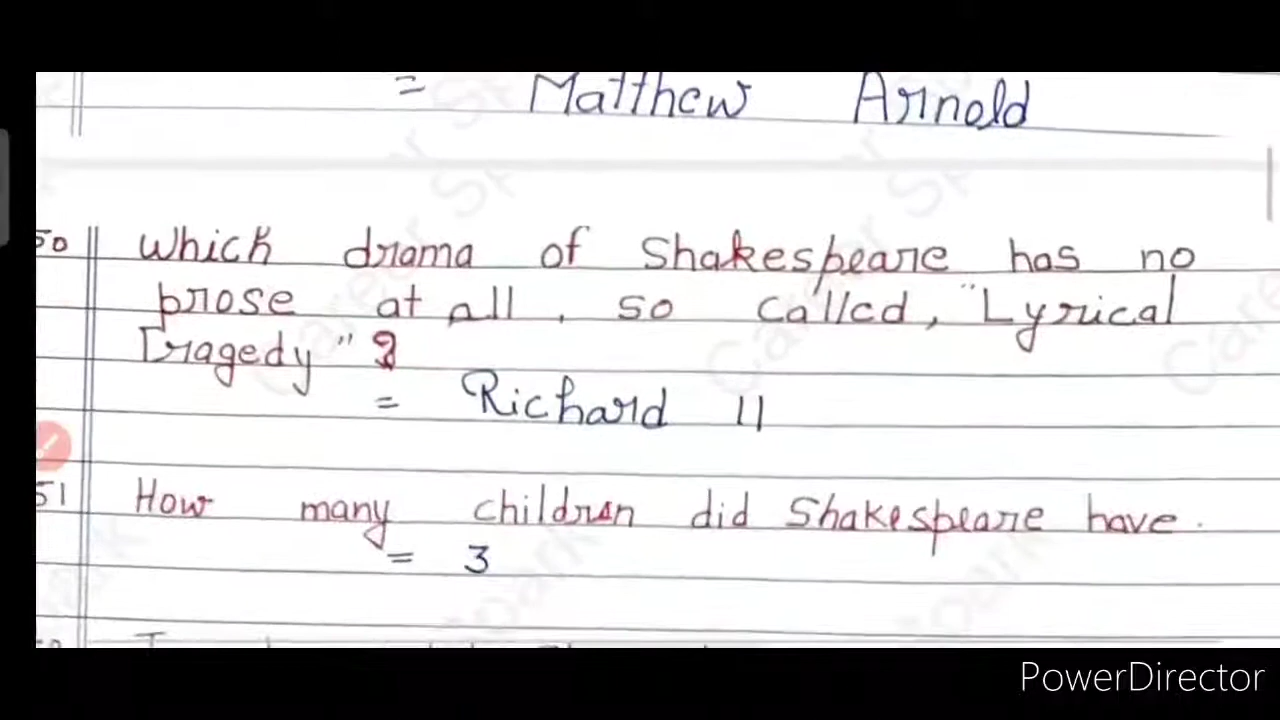 = Matthew Arnold
50 Which drama of Shakespeare has no
prose at all, so called, "Lyrical
Tragedy" ?
= Richard II
51 How many children did Shakespeare have.
= 3
PowerDirector